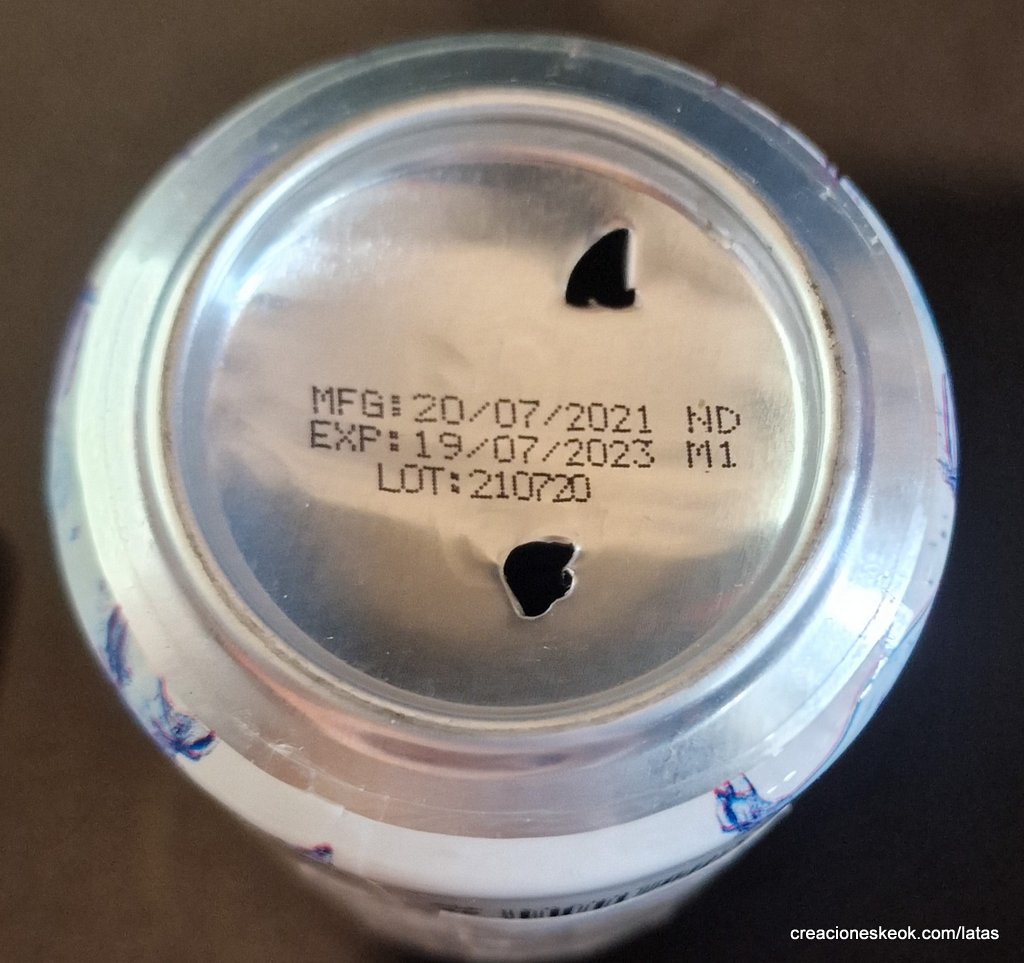 MFG:20/07/2021 ND
EXP:19/07/2023 M1
LOT:210720
creacioneskeok.com/latas